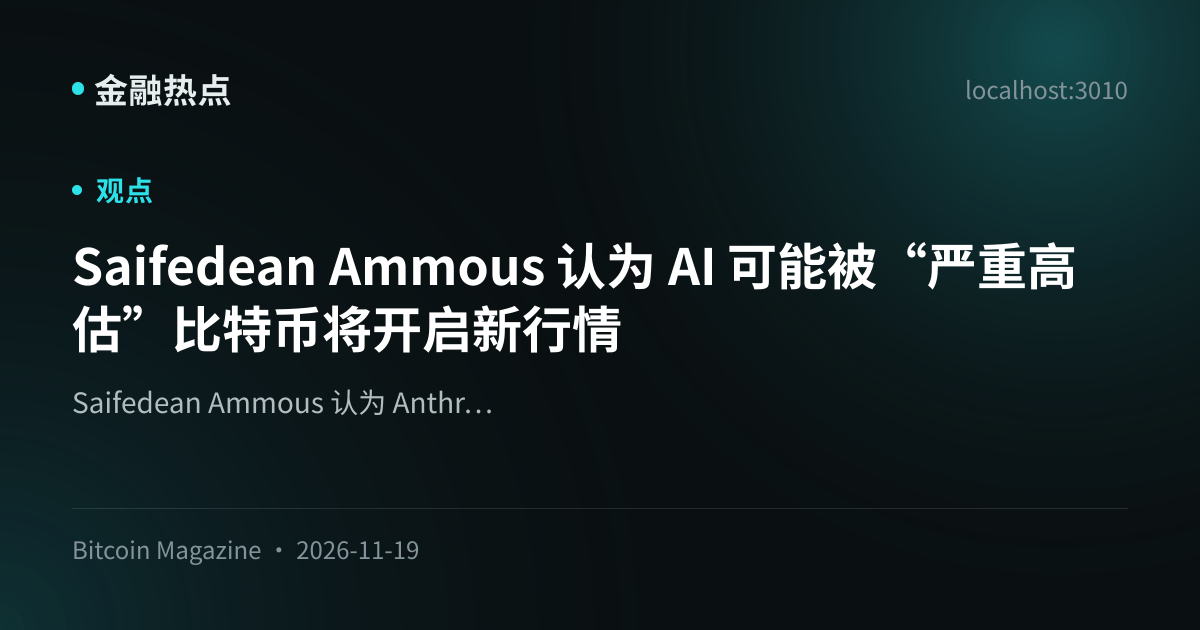 金融热点
localhost:3010
观点
Saifedean Ammous 认为 AI 可能被“严重高
估”比特币将开启新行情
Saifedean Ammous 认为 Anthr…
Bitcoin Magazine • 2026-11-19